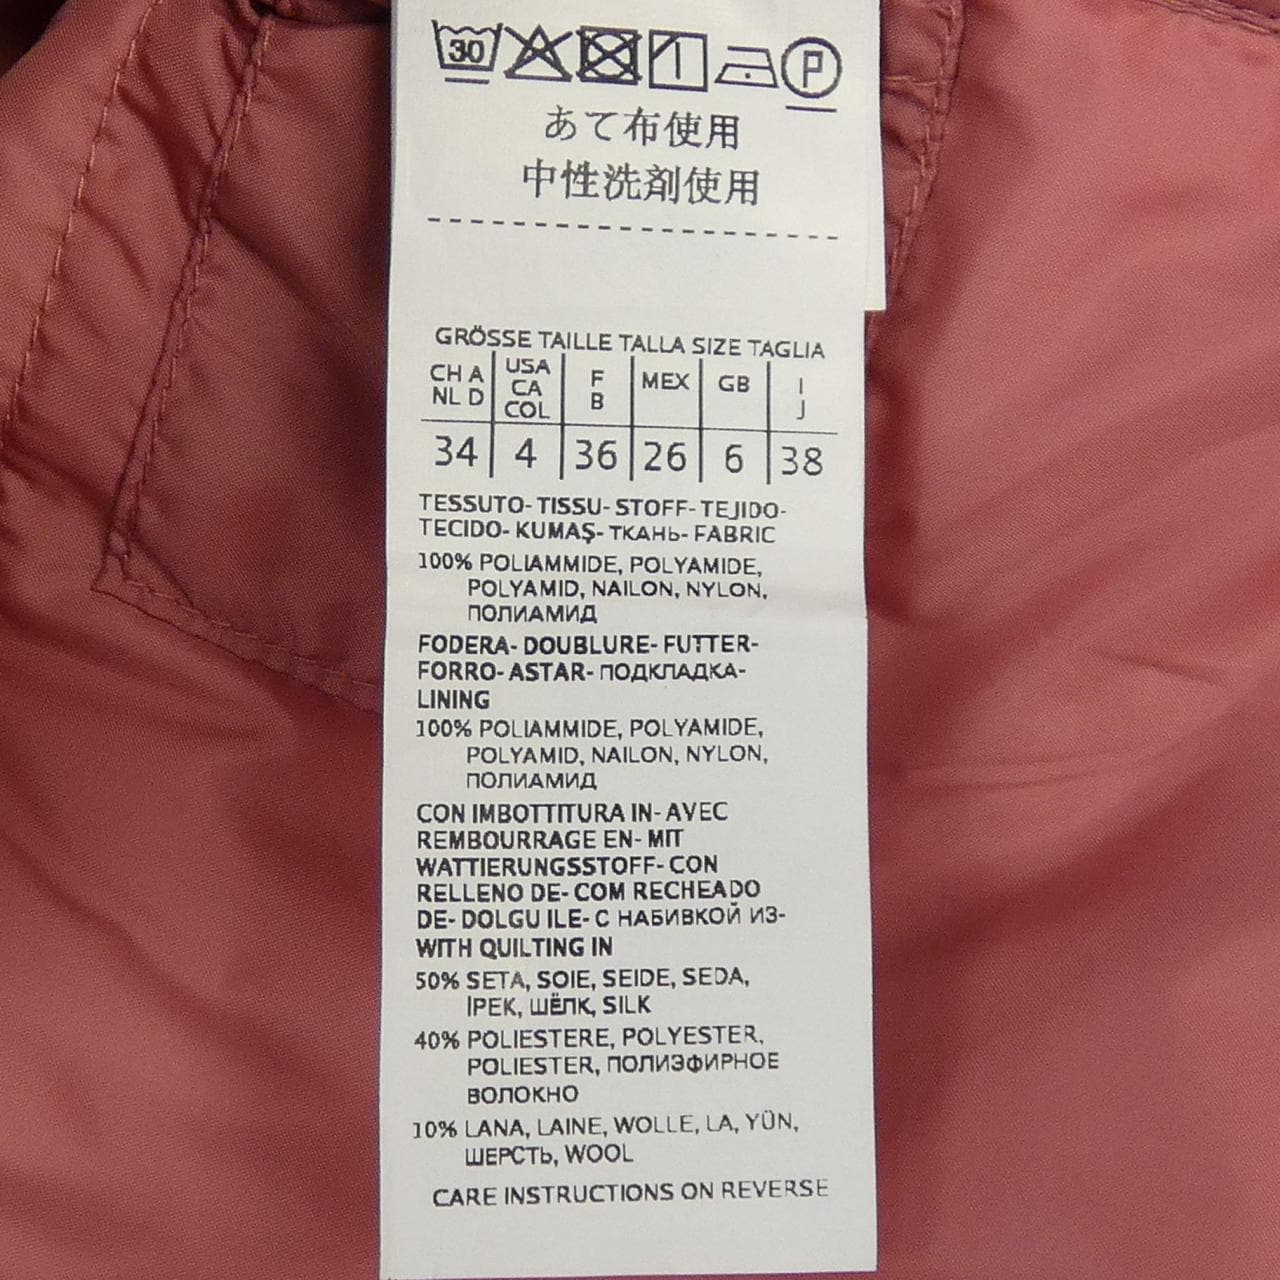 30 P
あて布使用
中性洗剤使用
GRÖSSE TAILLE TALLA SIZE TAGLIA
CH A NL D USA CA COL F B MEX GB I J
34 4 36 26 6 38
TESSUTO- TISSU- STOFF- TEJIDO-
TECIDO- KUMAŞ- ТКАНЬ- FABRIC
100% POLIAMMIDE, POLYAMIDE,
POLYAMID, NAILON, NYLON,
ПОЛИАМИД
FODERA- DOUBLURE- FUTTER-
FORRO- ASTAR- ПОДКЛАДКА-
LINING
100% POLIAMMIDE, POLYAMIDE,
POLYAMID, NAILON, NYLON,
ПОЛИАМИД
CON IMBOTTITURA IN- AVEC
REMBOURRAGE EN- MIT
WATTIERUNGSSTOFF- CON
RELLENO DE- COM RECHEADO
DE- DOLGU ILE- С НАБИВКОЙ ИЗ-
WITH QUILTING IN
50% SETA, SOIE, SEIDE, SEDA,
IPEK, ШЁЛК, SILK
40% POLIESTERE, POLYESTER,
POLIESTER, ПОЛИЭФИРНОЕ
ВОЛОКНО
10% LANA, LAINE, WOLLE, LA, YÜN,
ШЕРСТЬ, WOOL
CARE INSTRUCTIONS ON REVERSE